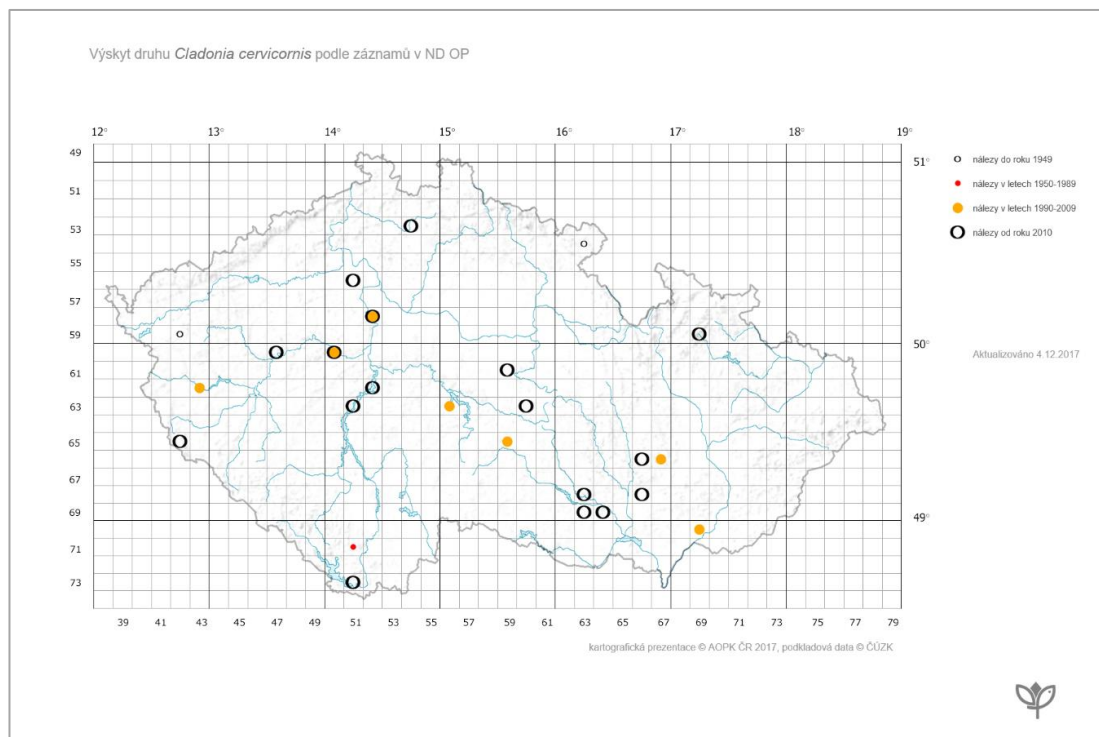 Výskyt druhu Cladonia cervicornis podle záznamů v ND OP
12° 13° 14° 15° 16° 17° 18° 19°
49
51°
nálezy do roku 1949
51
nálezy v letech 1950-1989
nálezy v letech 1990-2009
53
nálezy od roku 2010
55
57
59
50°
Aktualizováno 4.12.2017
61
63
65
67
69
49°
71
73
39 41 43 45 47 49 51 53 55 57 59 61 63 65 67 69 71 73 75 77 79
kartografická prezentace © AOPK ČR 2017, podkladová data © ČÚZK